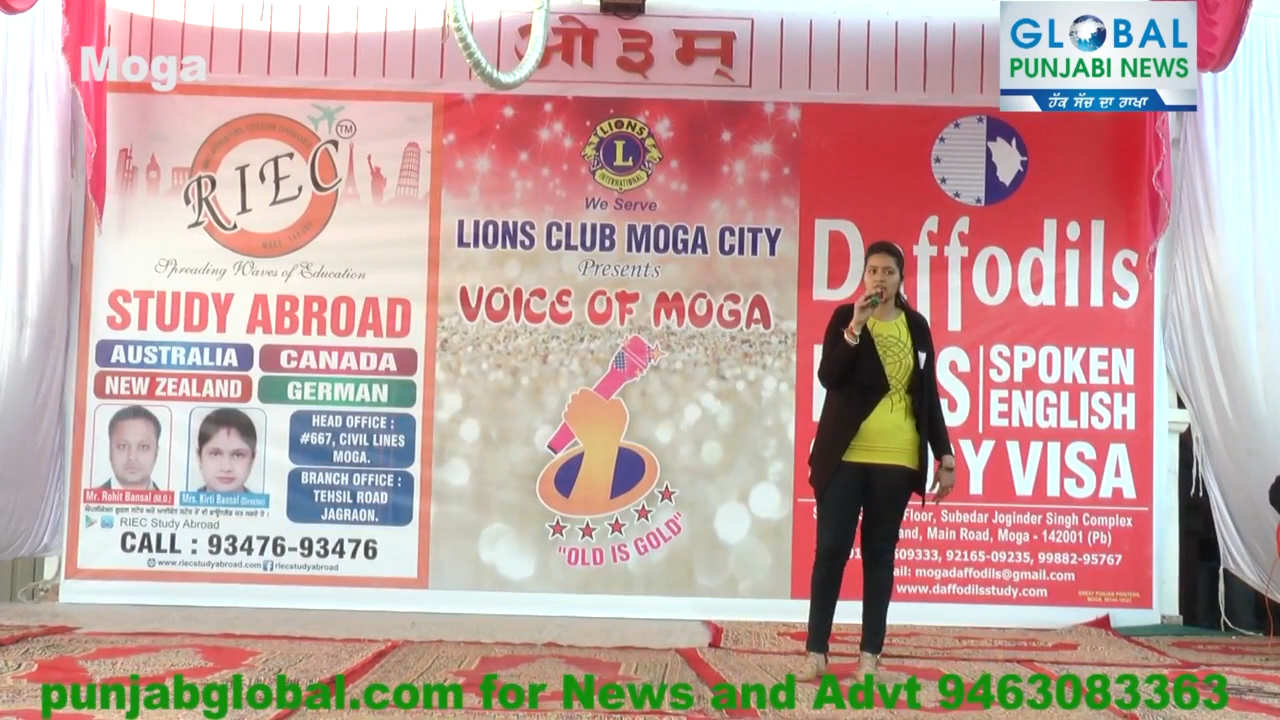 Moga
ओ३म्
GLOBAL
PUNJABI NEWS
ਹੱਕ ਸੱਚ ਦਾ ਰਾਖਾ
RIEC
TM
Spreading Waves of Education
STUDY ABROAD
AUSTRALIA
CANADA
NEW ZEALAND
GERMAN
HEAD OFFICE :
#667, CIVIL LINES
MOGA.
BRANCH OFFICE :
TEHSIL ROAD
JAGRAON.
Mr. Rohit Bansal (M.D.)
Mrs. Kirti Bansal (Director)
RIEC Study Abroad
CALL : 93476-93476
www.riecstudyabroad.com
riecstudyabroad
LIONS
L
INTERNATIONAL
We Serve
LIONS CLUB MOGA CITY
Presents
VOICE OF MOGA
"OLD IS GOLD"
Daffodils
S
SPOKEN
ENGLISH
Y VISA
Floor, Subedar Joginder Singh Complex
Main Road, Moga - 142001 (Pb)
09333, 92165-09235, 99882-95767
mogadaffodils@gmail.com
www.daffodilsstudy.com
punjabglobal.com for News and Advt 9463083363